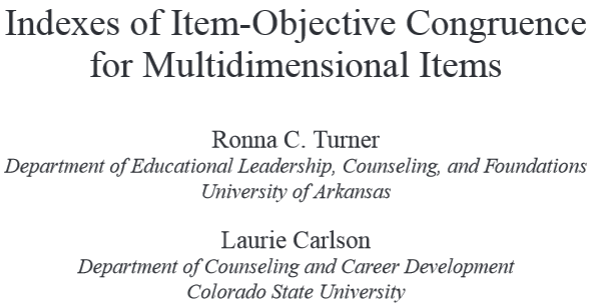 Indexes of Item-Objective Congruence
for Multidimensional Items
Ronna C. Turner
Department of Educational Leadership, Counseling, and Foundations
University of Arkansas
Laurie Carlson
Department of Counseling and Career Development
Colorado State University